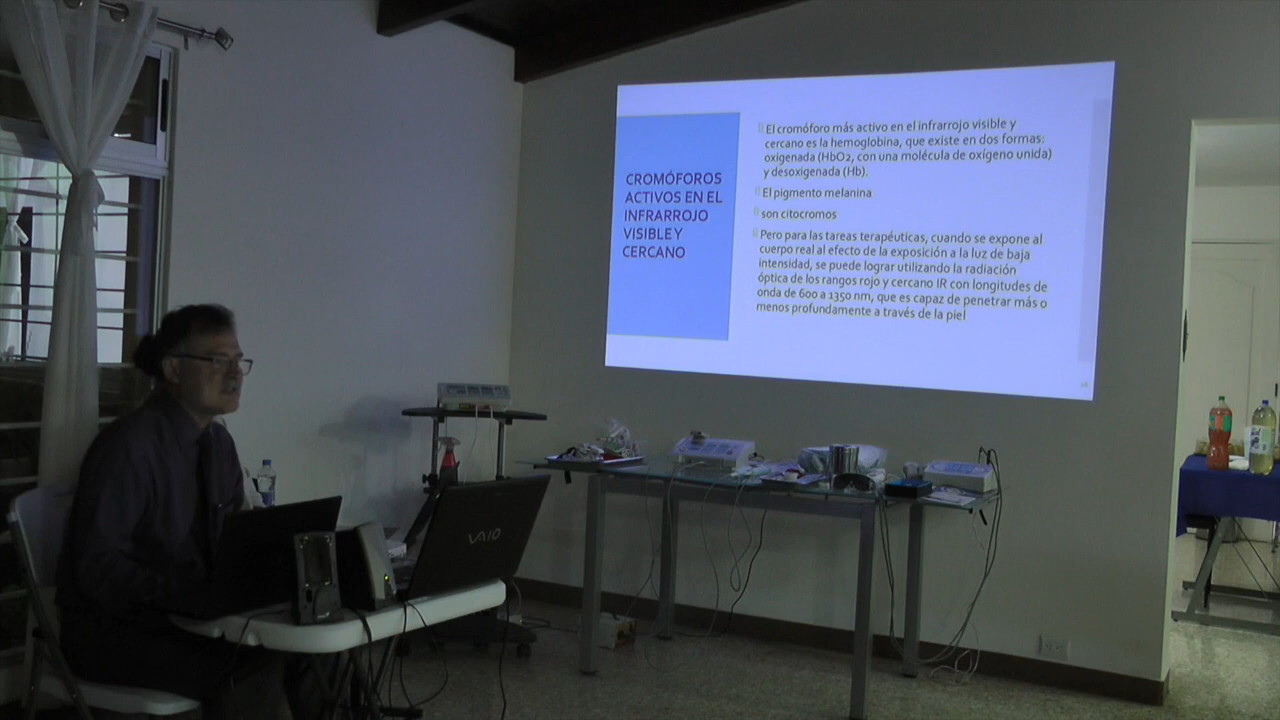 CROMÓFOROS
ACTIVOS EN EL
INFRARROJO
VISIBLE Y
CERCANO
El cromóforo más activo en el infrarrojo visible y
cercano es la hemoglobina, que existe en dos formas:
oxigenada (HbO2, con una molécula de oxígeno unida)
y desoxigenada (Hb).
El pigmento melanina
son citocromos
Pero para las tareas terapéuticas, cuando se expone al
cuerpo real al efecto de la exposición a la luz de baja
intensidad, se puede lograr utilizando la radiación
óptica de los rangos rojo y cercano IR con longitudes de
onda de 600 a 1350 nm, que es capaz de penetrar más o
menos profundamente a través de la piel
VAIO